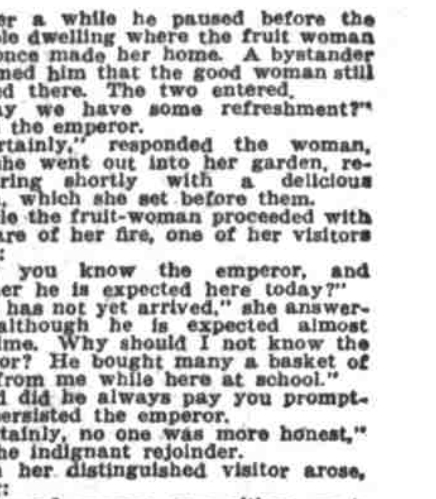 er a while he paused before the
le dwelling where the fruit woman
once made her home. A bystander
med him that the good woman still
ed there. The two entered.
y we have some refreshment?"
the emperor.
rtainly," responded the woman,
he went out into her garden, re-
ring shortly with a delicious
, which she set before them.
le the fruit-woman proceeded with
are of her fire, one of her visitors
:
you know the emperor, and
er he is expected here today?"
has not yet arrived," she answer-
although he is expected almost
ime. Why should I not know the
or? He bought many a basket of
from me while here at school."
d did he always pay you prompt-
ersisted the emperor.
tainly, no one was more honest,"
he indignant rejoinder.
her distinguished visitor arose,
: